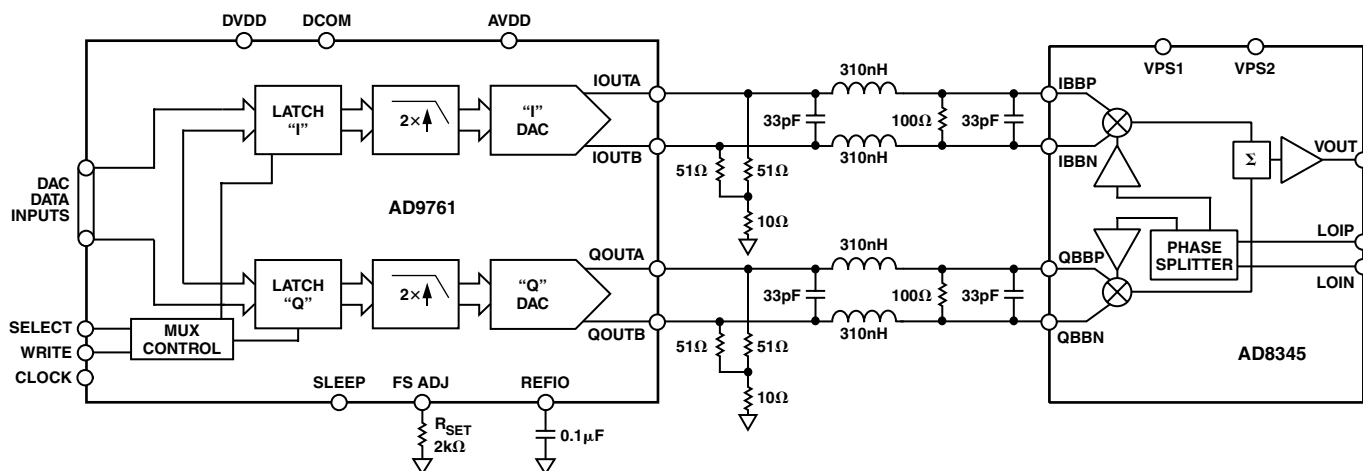 DVDD
DCOM
AVDD
LATCH
"I"
2×
"I"
DAC
IOUTA
IOUTB
310nH
33pF
100Ω
33pF
310nH
51Ω
51Ω
10Ω
IBBP
IBBN
VPS1
VPS2
VOUT
Σ
DAC
DATA
INPUTS
AD9761
LATCH
"Q"
2×
"Q"
DAC
QOUTA
QOUTB
310nH
33pF
100Ω
33pF
310nH
51Ω
51Ω
10Ω
QBBP
QBBN
PHASE
SPLITTER
LOIP
LOIN
AD8345
SELECT
WRITE
CLOCK
MUX
CONTROL
SLEEP
FS ADJ
REFIO
RSET
2kΩ
0.1μF